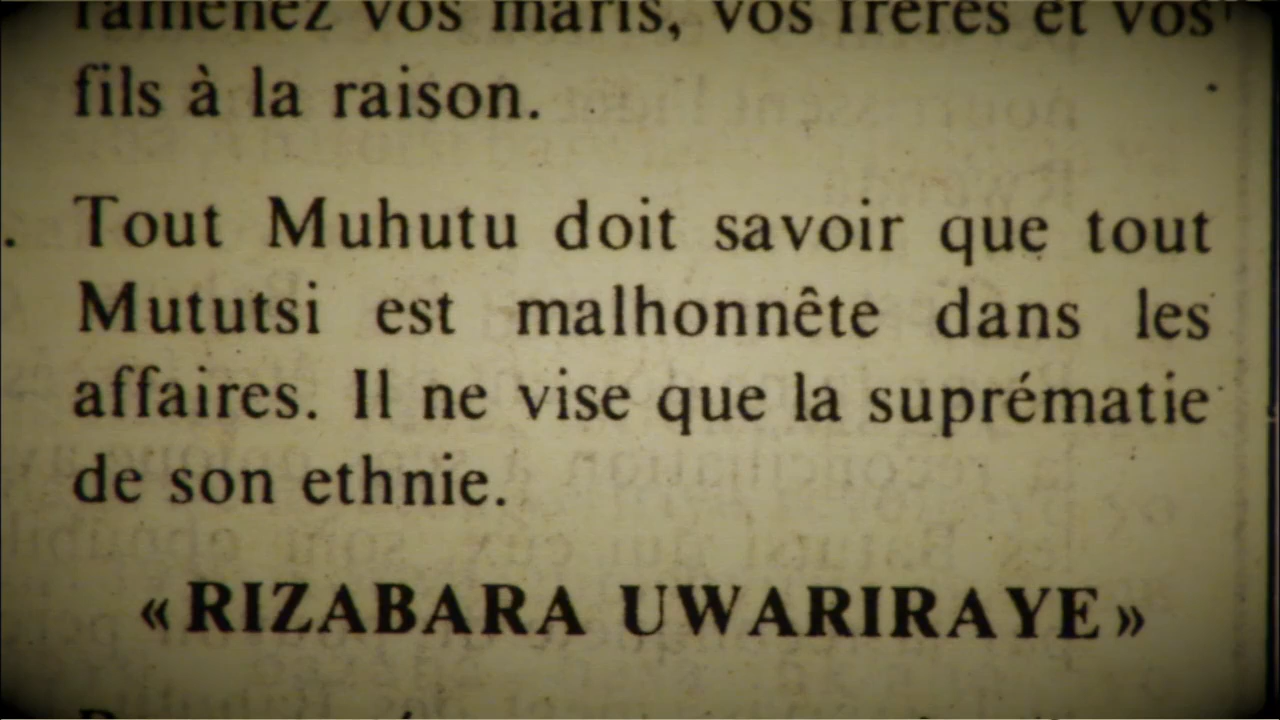 ramenez vos maris, vos frères et vos
fils à la raison.
. Tout Muhutu doit savoir que tout
Mututsi est malhonnête dans les
affaires. Il ne vise que la suprématie
de son ethnie.
«RIZABARA UWARIRAYE»